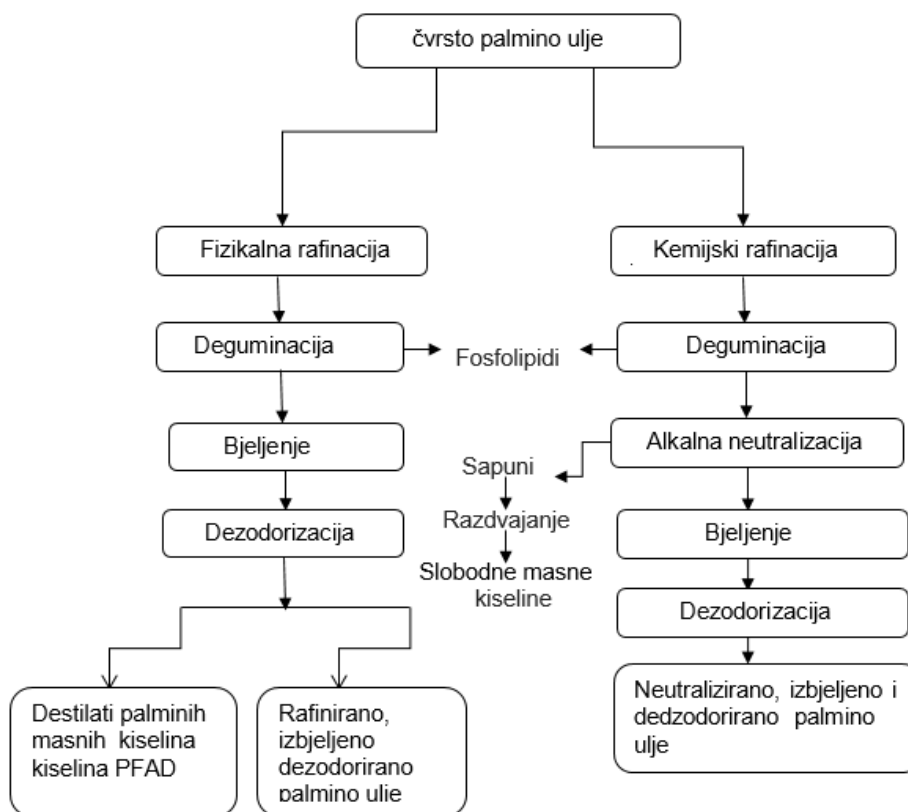 čvrsto palmino ulje
Fizikalna rafinacija
Kemijski rafinacija
.
Deguminacija
Fosfolipidi
Deguminacija
Bjeljenje
Alkalna neutralizacija
Sapuni
Razdvajanje
Dezodorizacija
Bjeljenje
Slobodne masne
kiseline
Dezodorizacija
Destilati palminih
masnih kiselina
kiselina PFAD
Rafinirano,
izbjeljeno
dezodorirano
palmino ulje
Neutralizirano, izbjeljeno i
dedzodorirano palmino
ulje